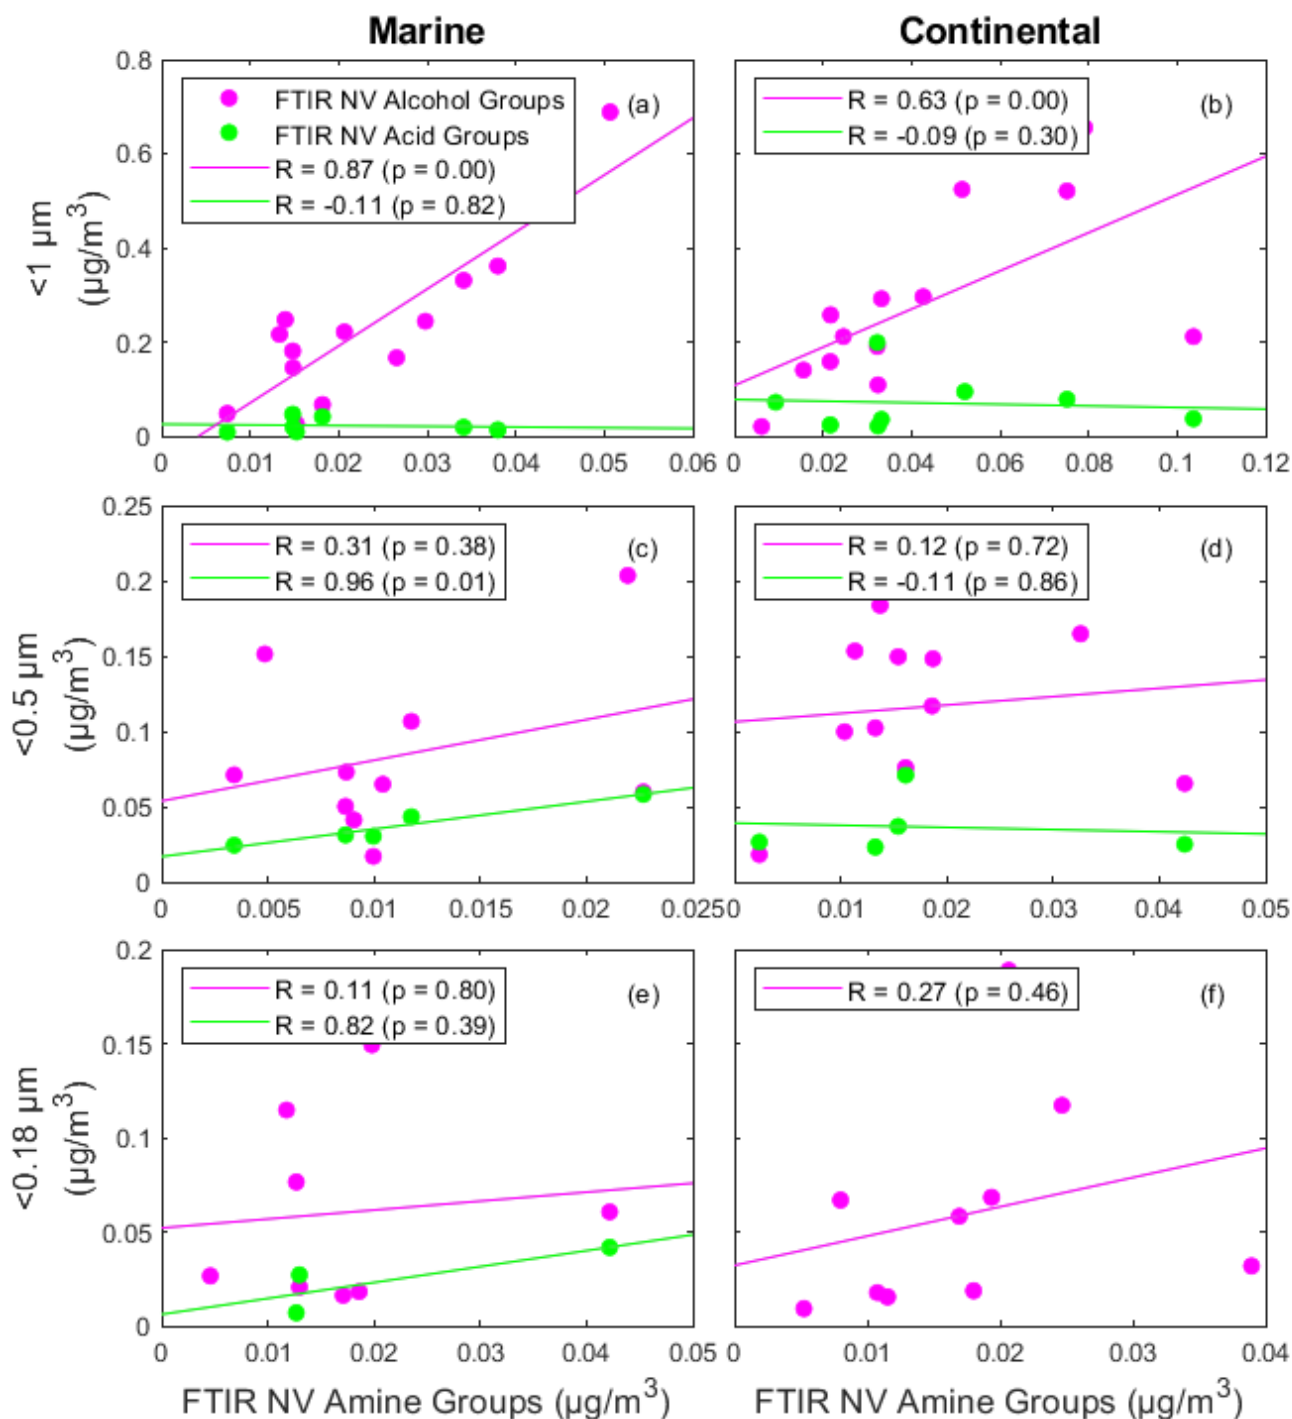 Marine
Continental
<1 µm
(µg/m³)
0.8
0.6
0.4
0.2
0
FTIR NV Alcohol Groups
FTIR NV Acid Groups
R = 0.87 (p = 0.00)
R = -0.11 (p = 0.82)
(a)
0 0.01 0.02 0.03 0.04 0.05 0.06
R = 0.63 (p = 0.00)
R = -0.09 (p = 0.30)
(b)
0 0.02 0.04 0.06 0.08 0.1 0.12
<0.5 µm
(µg/m³)
0.25
0.2
0.15
0.1
0.05
0
R = 0.31 (p = 0.38)
R = 0.96 (p = 0.01)
(c)
0 0.005 0.01 0.015 0.02 0.025
R = 0.12 (p = 0.72)
R = -0.11 (p = 0.86)
(d)
0 0.01 0.02 0.03 0.04 0.05
<0.18 µm
(µg/m³)
0.2
0.15
0.1
0.05
0
R = 0.11 (p = 0.80)
R = 0.82 (p = 0.39)
(e)
0 0.01 0.02 0.03 0.04 0.05
FTIR NV Amine Groups (µg/m³)
R = 0.27 (p = 0.46)
(f)
0 0.01 0.02 0.03 0.04
FTIR NV Amine Groups (µg/m³)